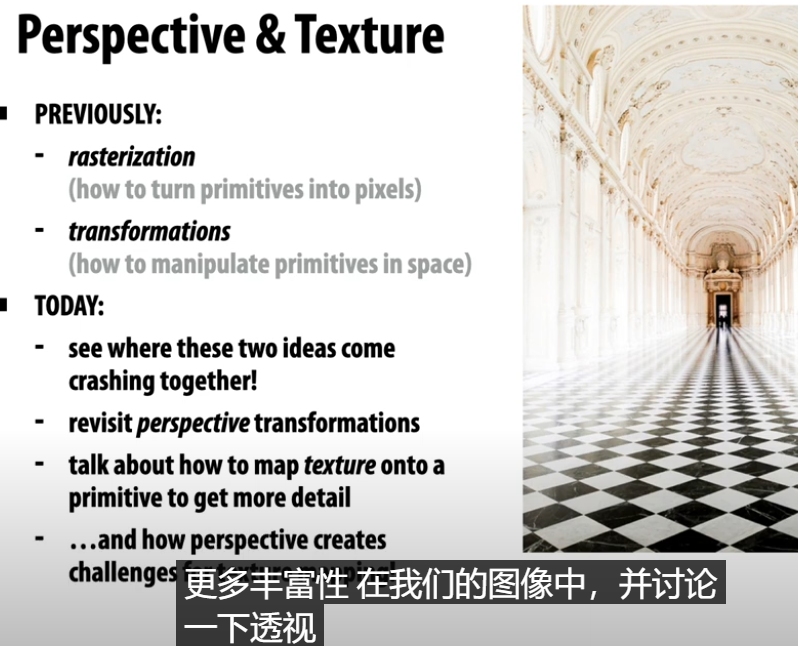 Perspective & Texture
PREVIOUSLY:
- rasterization
(how to turn primitives into pixels)
- transformations
(how to manipulate primitives in space)
TODAY:
- see where these two ideas come
crashing together!
- revisit perspective transformations
- talk about how to map texture onto a
primitive to get more detail
- …and how perspective creates
challenges for texture mapping!
更多丰富性 在我们的图像中，并讨论
一下透视